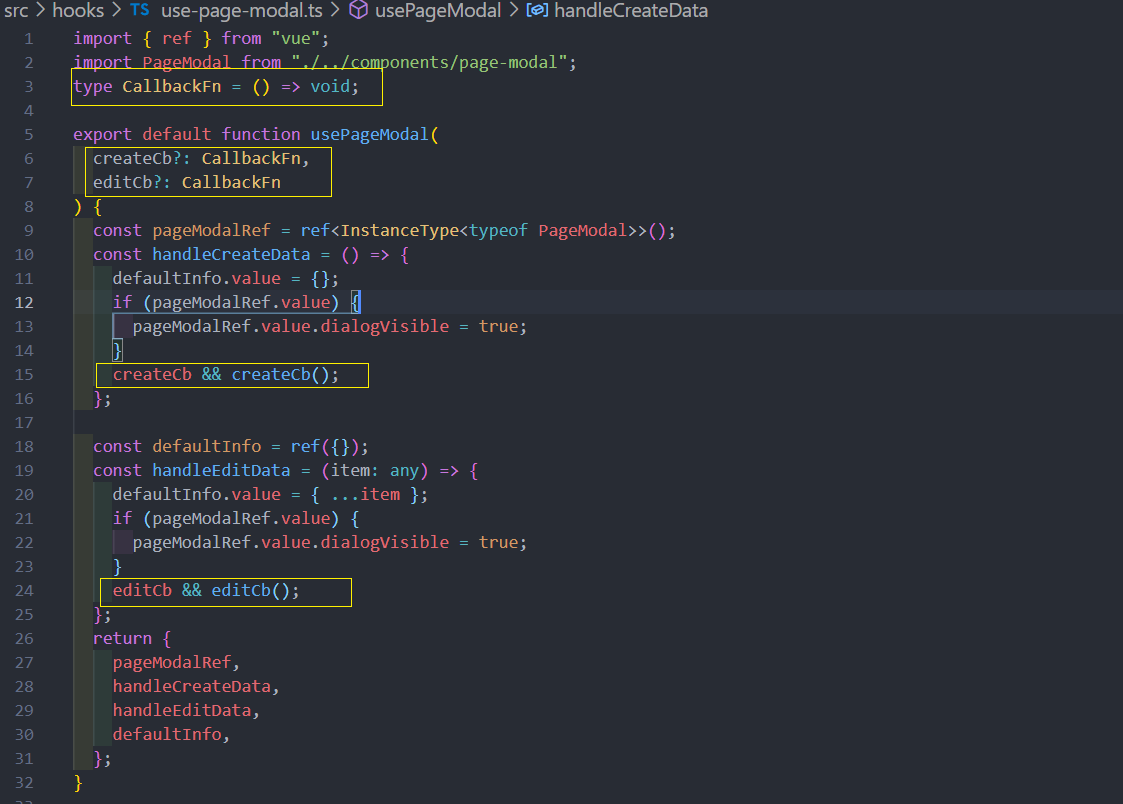 src > hooks > TS use-page-modal.ts > usePageModal > handleCreateData
1 import { ref } from "vue";
2 import PageModal from "./../components/page-modal";
3 type CallbackFn = () => void;
4
5 export default function usePageModal(
6 createCb?: CallbackFn,
7 editCb?: CallbackFn
8 ) {
9 const pageModalRef = ref<InstanceType<typeof PageModal>>();
10 const handleCreateData = () => {
11 defaultInfo.value = {};
12 if (pageModalRef.value) {
13 pageModalRef.value.dialogVisible = true;
14 }
15 createCb && createCb();
16 };
17
18 const defaultInfo = ref({});
19 const handleEditData = (item: any) => {
20 defaultInfo.value = { ...item };
21 if (pageModalRef.value) {
22 pageModalRef.value.dialogVisible = true;
23 }
24 editCb && editCb();
25 };
26 return {
27 pageModalRef,
28 handleCreateData,
29 handleEditData,
30 defaultInfo,
31 };
32 }